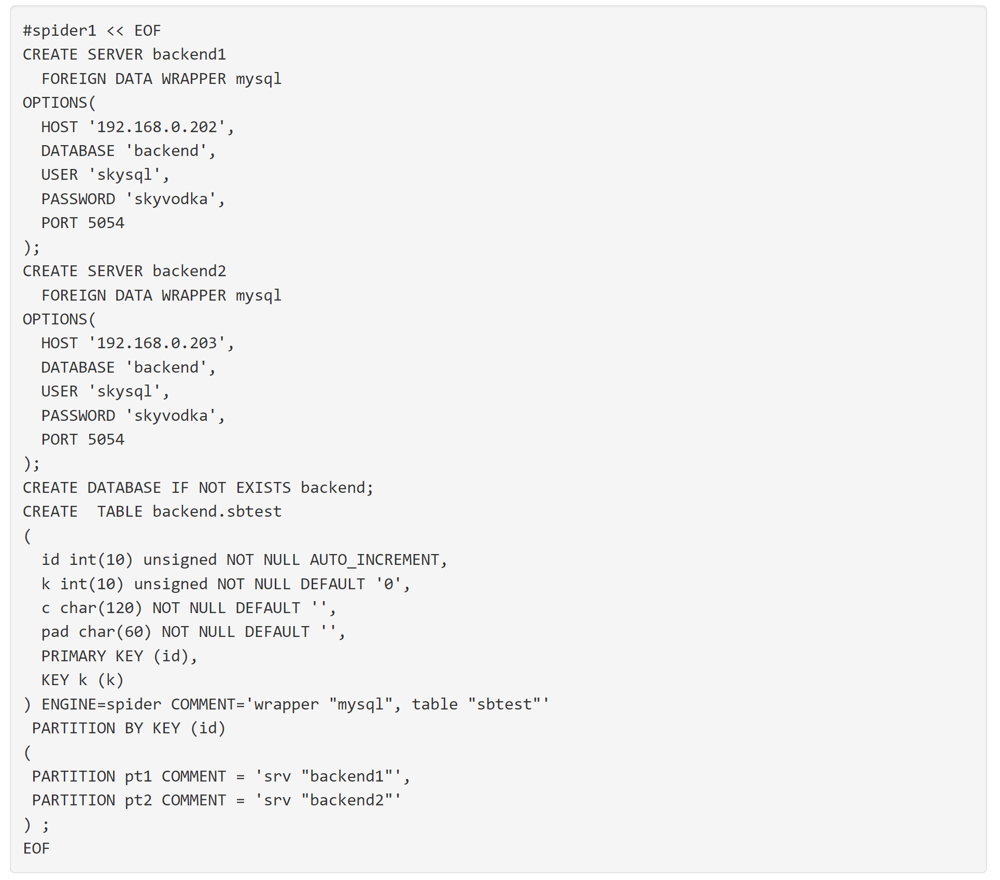 #spider1 << EOF
CREATE SERVER backend1
  FOREIGN DATA WRAPPER mysql
OPTIONS(
  HOST '192.168.0.202',
  DATABASE 'backend',
  USER 'skysql',
  PASSWORD 'skyvodka',
  PORT 5054
);
CREATE SERVER backend2
  FOREIGN DATA WRAPPER mysql
OPTIONS(
  HOST '192.168.0.203',
  DATABASE 'backend',
  USER 'skysql',
  PASSWORD 'skyvodka',
  PORT 5054
);
CREATE DATABASE IF NOT EXISTS backend;
CREATE  TABLE backend.sbtest
(
  id int(10) unsigned NOT NULL AUTO_INCREMENT,
  k int(10) unsigned NOT NULL DEFAULT '0',
  c char(120) NOT NULL DEFAULT '',
  pad char(60) NOT NULL DEFAULT '',
  PRIMARY KEY (id),
  KEY k (k)
) ENGINE=spider COMMENT='wrapper "mysql", table "sbtest"'
 PARTITION BY KEY (id)
(
 PARTITION pt1 COMMENT = 'srv "backend1"',
 PARTITION pt2 COMMENT = 'srv "backend2"'
) ;
EOF